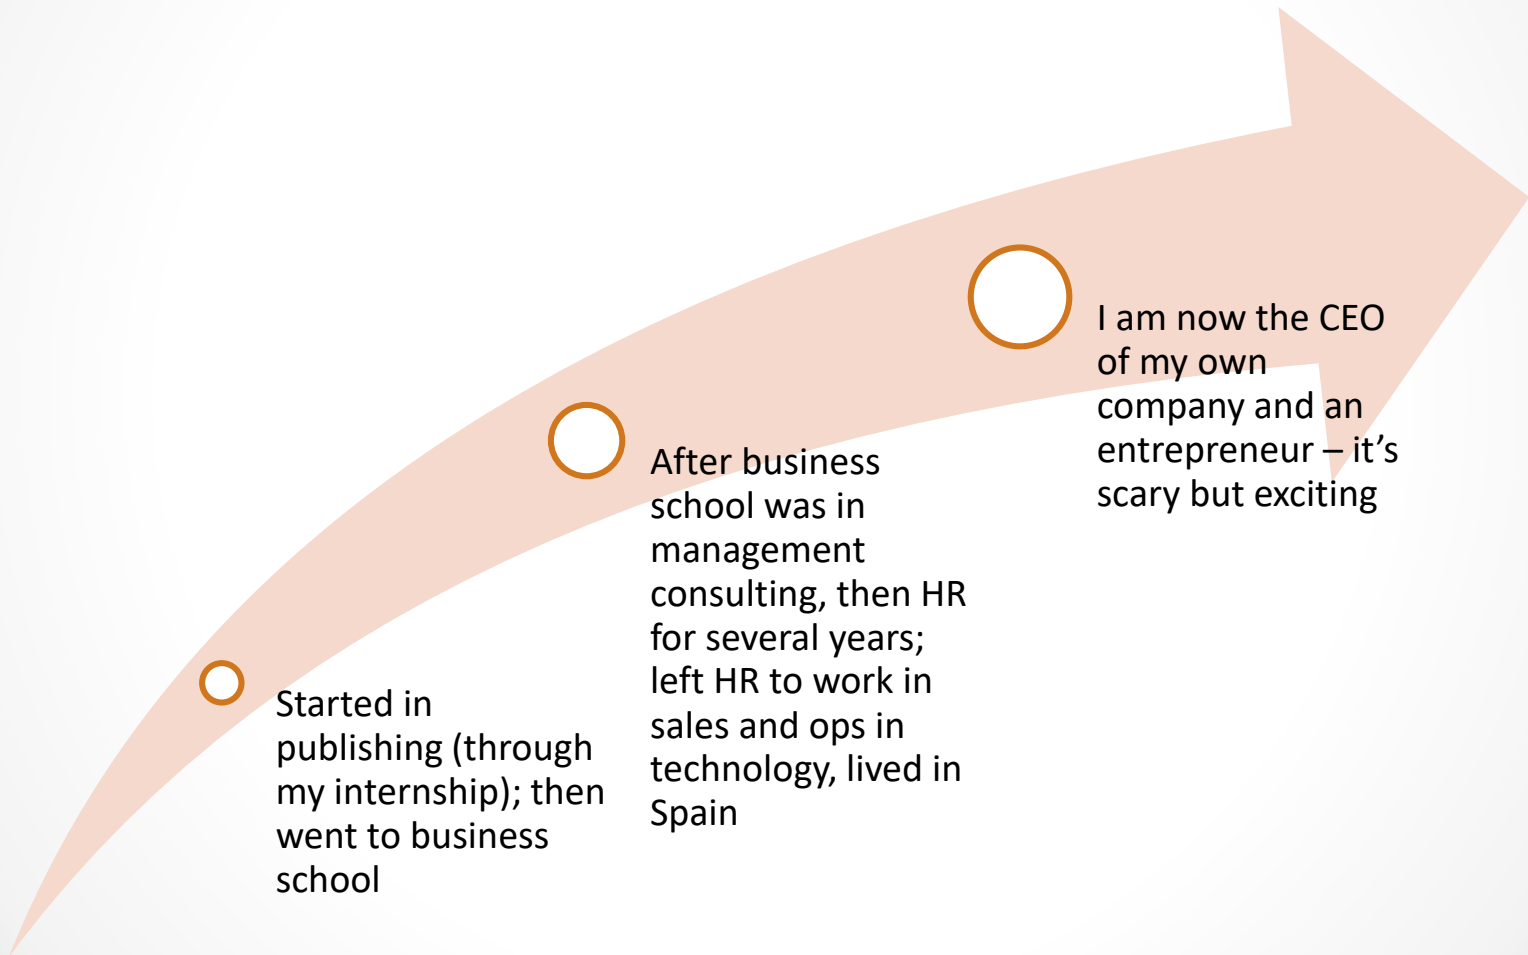 Started in
publishing (through
my internship); then
went to business
school
After business
school was in
management
consulting, then HR
for several years;
left HR to work in
sales and ops in
technology, lived in
Spain
I am now the CEO
of my own
company and an
entrepreneur – it’s
scary but exciting